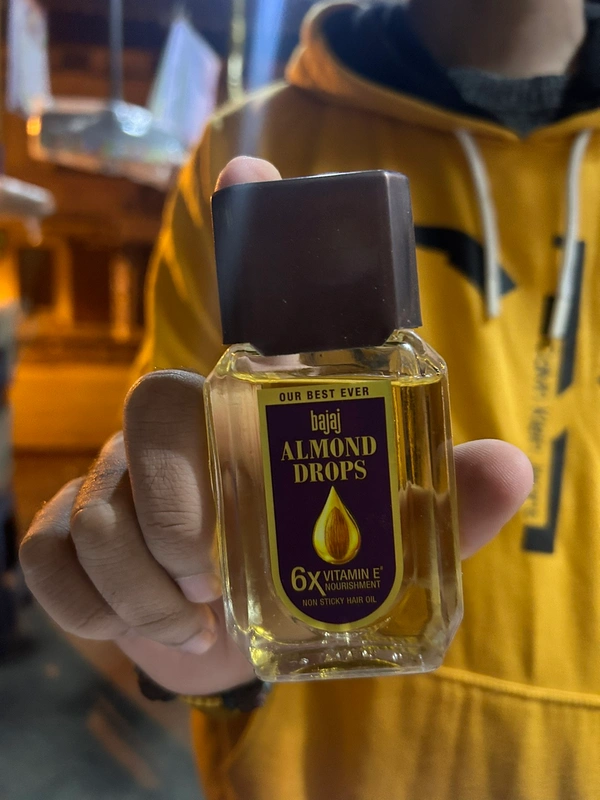 OUR BEST EVER
bajaj
ALMOND
DROPS
6X VITAMIN E*
NOURISHMENT
NON STICKY HAIR OIL